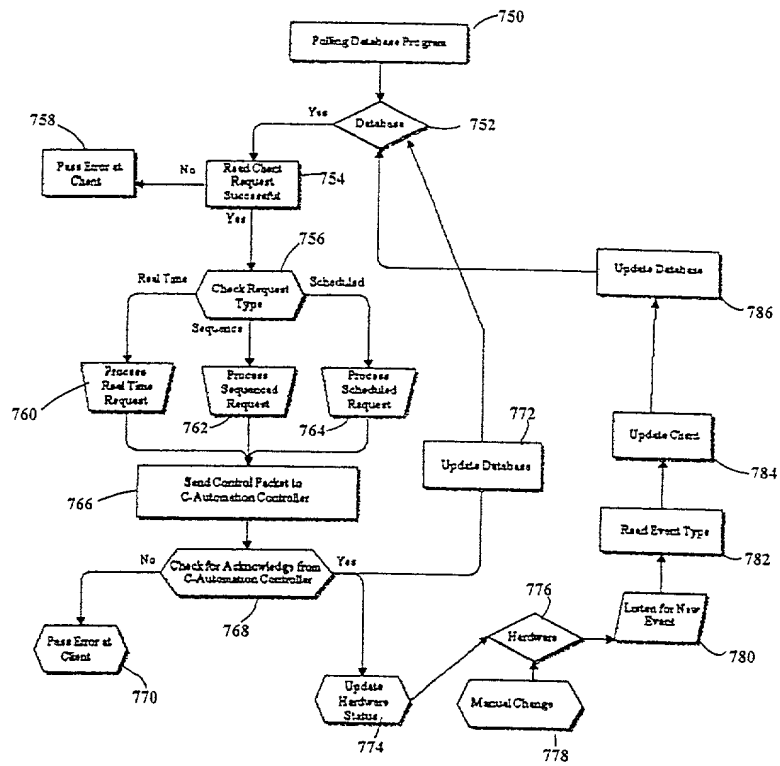 750
Polling Database Program
Yes
Database
752
758
Pass Error at
Client
No
Read Client
Request
Successful
754
Yes
756
Real Time
Check Request
Type
Scheduled
Sequence
Update Database
786
Process
Real Time
Request
760
Process
Sequenced
Request
762
Process
Scheduled
Request
764
772
Update Database
Update Client
784
766
Send Control Packet to
C-Automation Controller
Read Event Type
782
No
Check for Acknowledge from
C-Automation Controller
Yes
768
776
Hardware
Listen for New
Event
780
Pass Error at
Client
770
Update
Hardware
Status
774
Manual Change
778